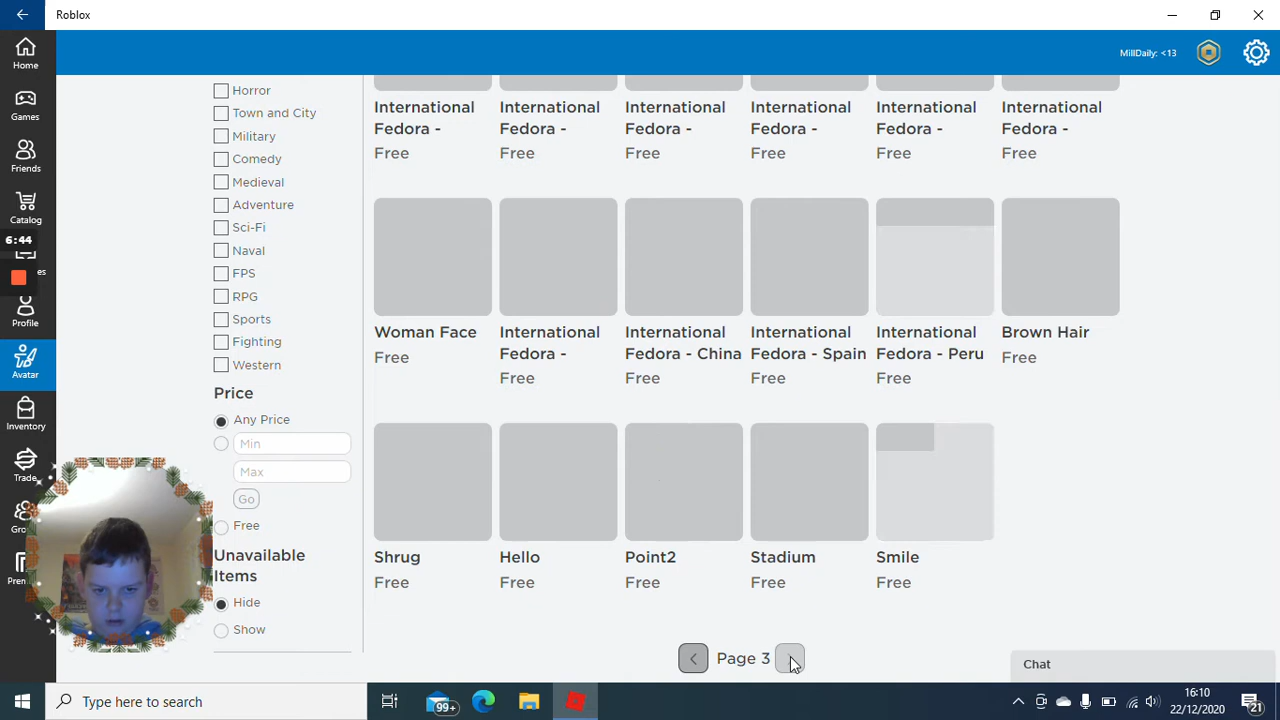 Roblox
MillDaily: <13
Home
Games
Friends
Catalog
6:44
Profile
Avatar
Inventory
Trade
Horror
Town and City
Military
Comedy
Medieval
Adventure
Sci-Fi
Naval
FPS
RPG
Sports
Fighting
Western
Price
Any Price
Min
Max
Go
Free
Unavailable
Items
Hide
Show
International International International International International International
Fedora - Fedora - Fedora - Fedora - Fedora - Fedora -
Free Free Free Free Free Free
Woman Face International International International International Brown Hair
Free Fedora - Fedora - China Fedora - Spain Fedora - Peru Free
Free Free Free Free
Shrug Hello Point2 Stadium Smile
Free Free Free Free Free
Page 3
Chat
Type here to search
99+
16:10
22/12/2020
21